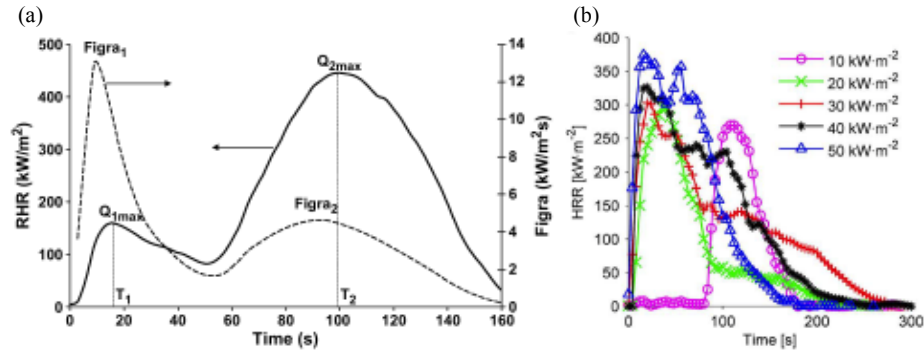 (a)
500
400
300
200
100
0
RHR (kW/m²)
0 20 40 60 80 100 120 140 160
Time (s)
14
12
10
8
6
4
2
0
Figra (kW/m²s)
Figra₁
Q₁max
T₁
Q₂max
Figra₂
T₂
(b)
400
350
300
250
200
150
100
50
0
HRR [kW·m⁻²]
0 100 200 300
Time [s]
10 kW·m⁻²
20 kW·m⁻²
30 kW·m⁻²
40 kW·m⁻²
50 kW·m⁻²